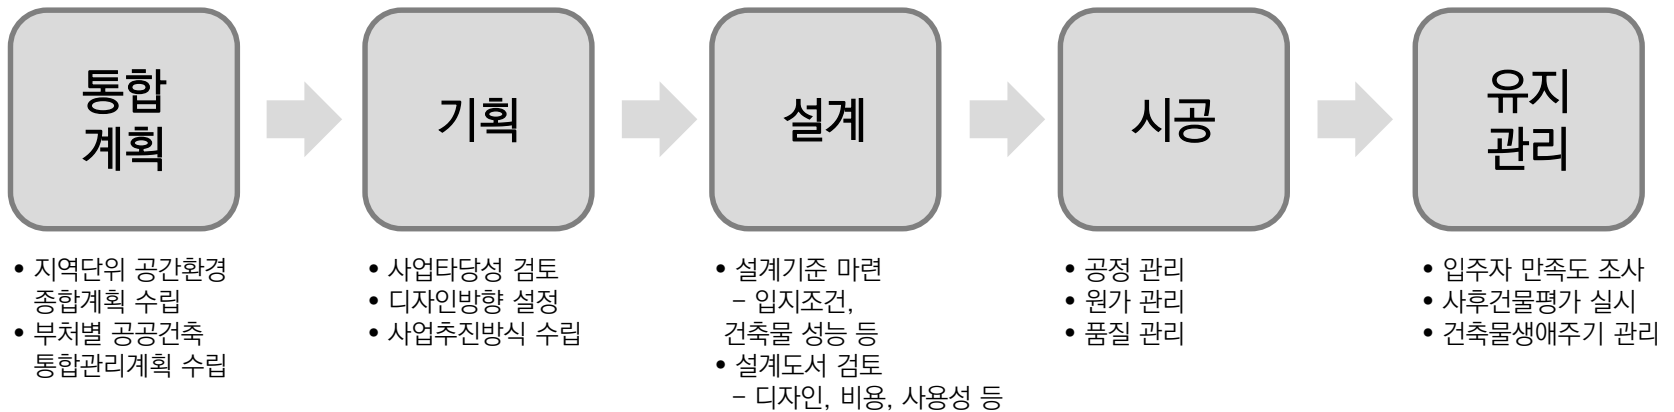 통합
계획
기획
설계
시공
유지
관리
• 지역단위 공간환경
종합계획 수립
• 부처별 공공건축
통합관리계획 수립
• 사업타당성 검토
• 디자인방향 설정
• 사업추진방식 수립
• 설계기준 마련
– 입지조건,
건축물 성능 등
• 설계도서 검토
– 디자인, 비용, 사용성 등
• 공정 관리
• 원가 관리
• 품질 관리
• 입주자 만족도 조사
• 사후건물평가 실시
• 건축물생애주기 관리